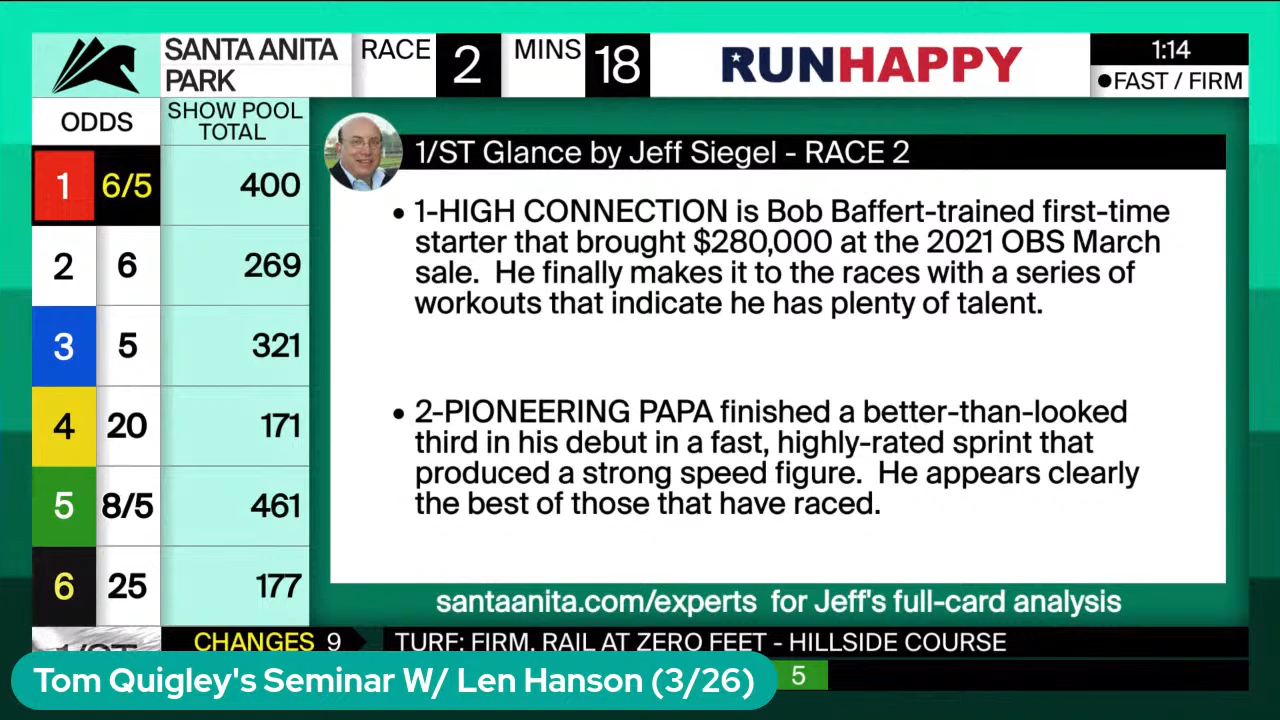 SANTA ANITA PARK
RACE 2
MINS 18
RUNHAPPY
1:14
FAST / FIRM
ODDS
SHOW POOL TOTAL
1 6/5 400
2 6 269
3 5 321
4 20 171
5 8/5 461
6 25 177
1/ST Glance by Jeff Siegel - RACE 2
• 1-HIGH CONNECTION is Bob Baffert-trained first-time
starter that brought $280,000 at the 2021 OBS March
sale. He finally makes it to the races with a series of
workouts that indicate he has plenty of talent.
• 2-PIONEERING PAPA finished a better-than-looked
third in his debut in a fast, highly-rated sprint that
produced a strong speed figure. He appears clearly
the best of those that have raced.
santaanita.com/experts for Jeff's full-card analysis
CHANGES 9
TURF: FIRM, RAIL AT ZERO FEET - HILLSIDE COURSE
Tom Quigley's Seminar W/ Len Hanson (3/26)
5